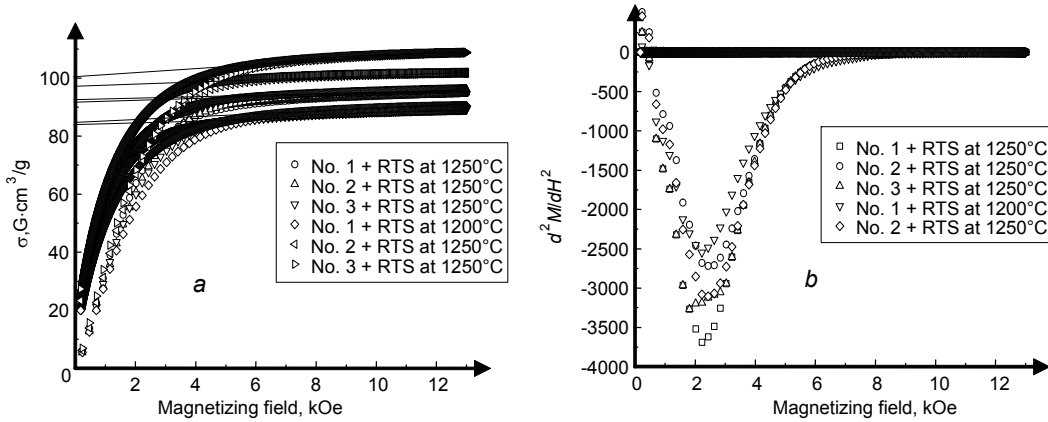 σ,G·cm³/g
100
80
60
40
20
0
2
4
6
8
10
12
Magnetizing field, kOe
a
No. 1 + RTS at 1250°C
No. 2 + RTS at 1250°C
No. 3 + RTS at 1250°C
No. 1 + RTS at 1200°C
No. 2 + RTS at 1250°C
No. 3 + RTS at 1250°C
d²M/dH²
0
-500
-1000
-1500
-2000
-2500
-3000
-3500
-4000
0
2
4
6
8
10
12
Magnetizing field, kOe
b
No. 1 + RTS at 1250°C
No. 2 + RTS at 1250°C
No. 3 + RTS at 1250°C
No. 1 + RTS at 1200°C
No. 2 + RTS at 1250°C